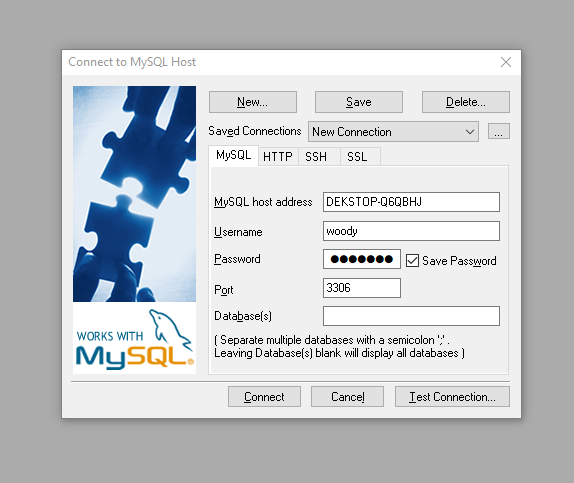 Connect to MySQL Host
New...
Save
Delete...
Saved Connections
New Connection
...
MySQL
HTTP
SSH
SSL
MySQL host address
DEKSTOP-Q6QBHJ
Username
woody
Password
●●●●●●●
Save Password
Port
3306
Database(s)
( Separate multiple databases with a semicolon ';' .
Leaving Database(s) blank will display all databases )
WORKS WITH
MySQL®
Connect
Cancel
Test Connection...